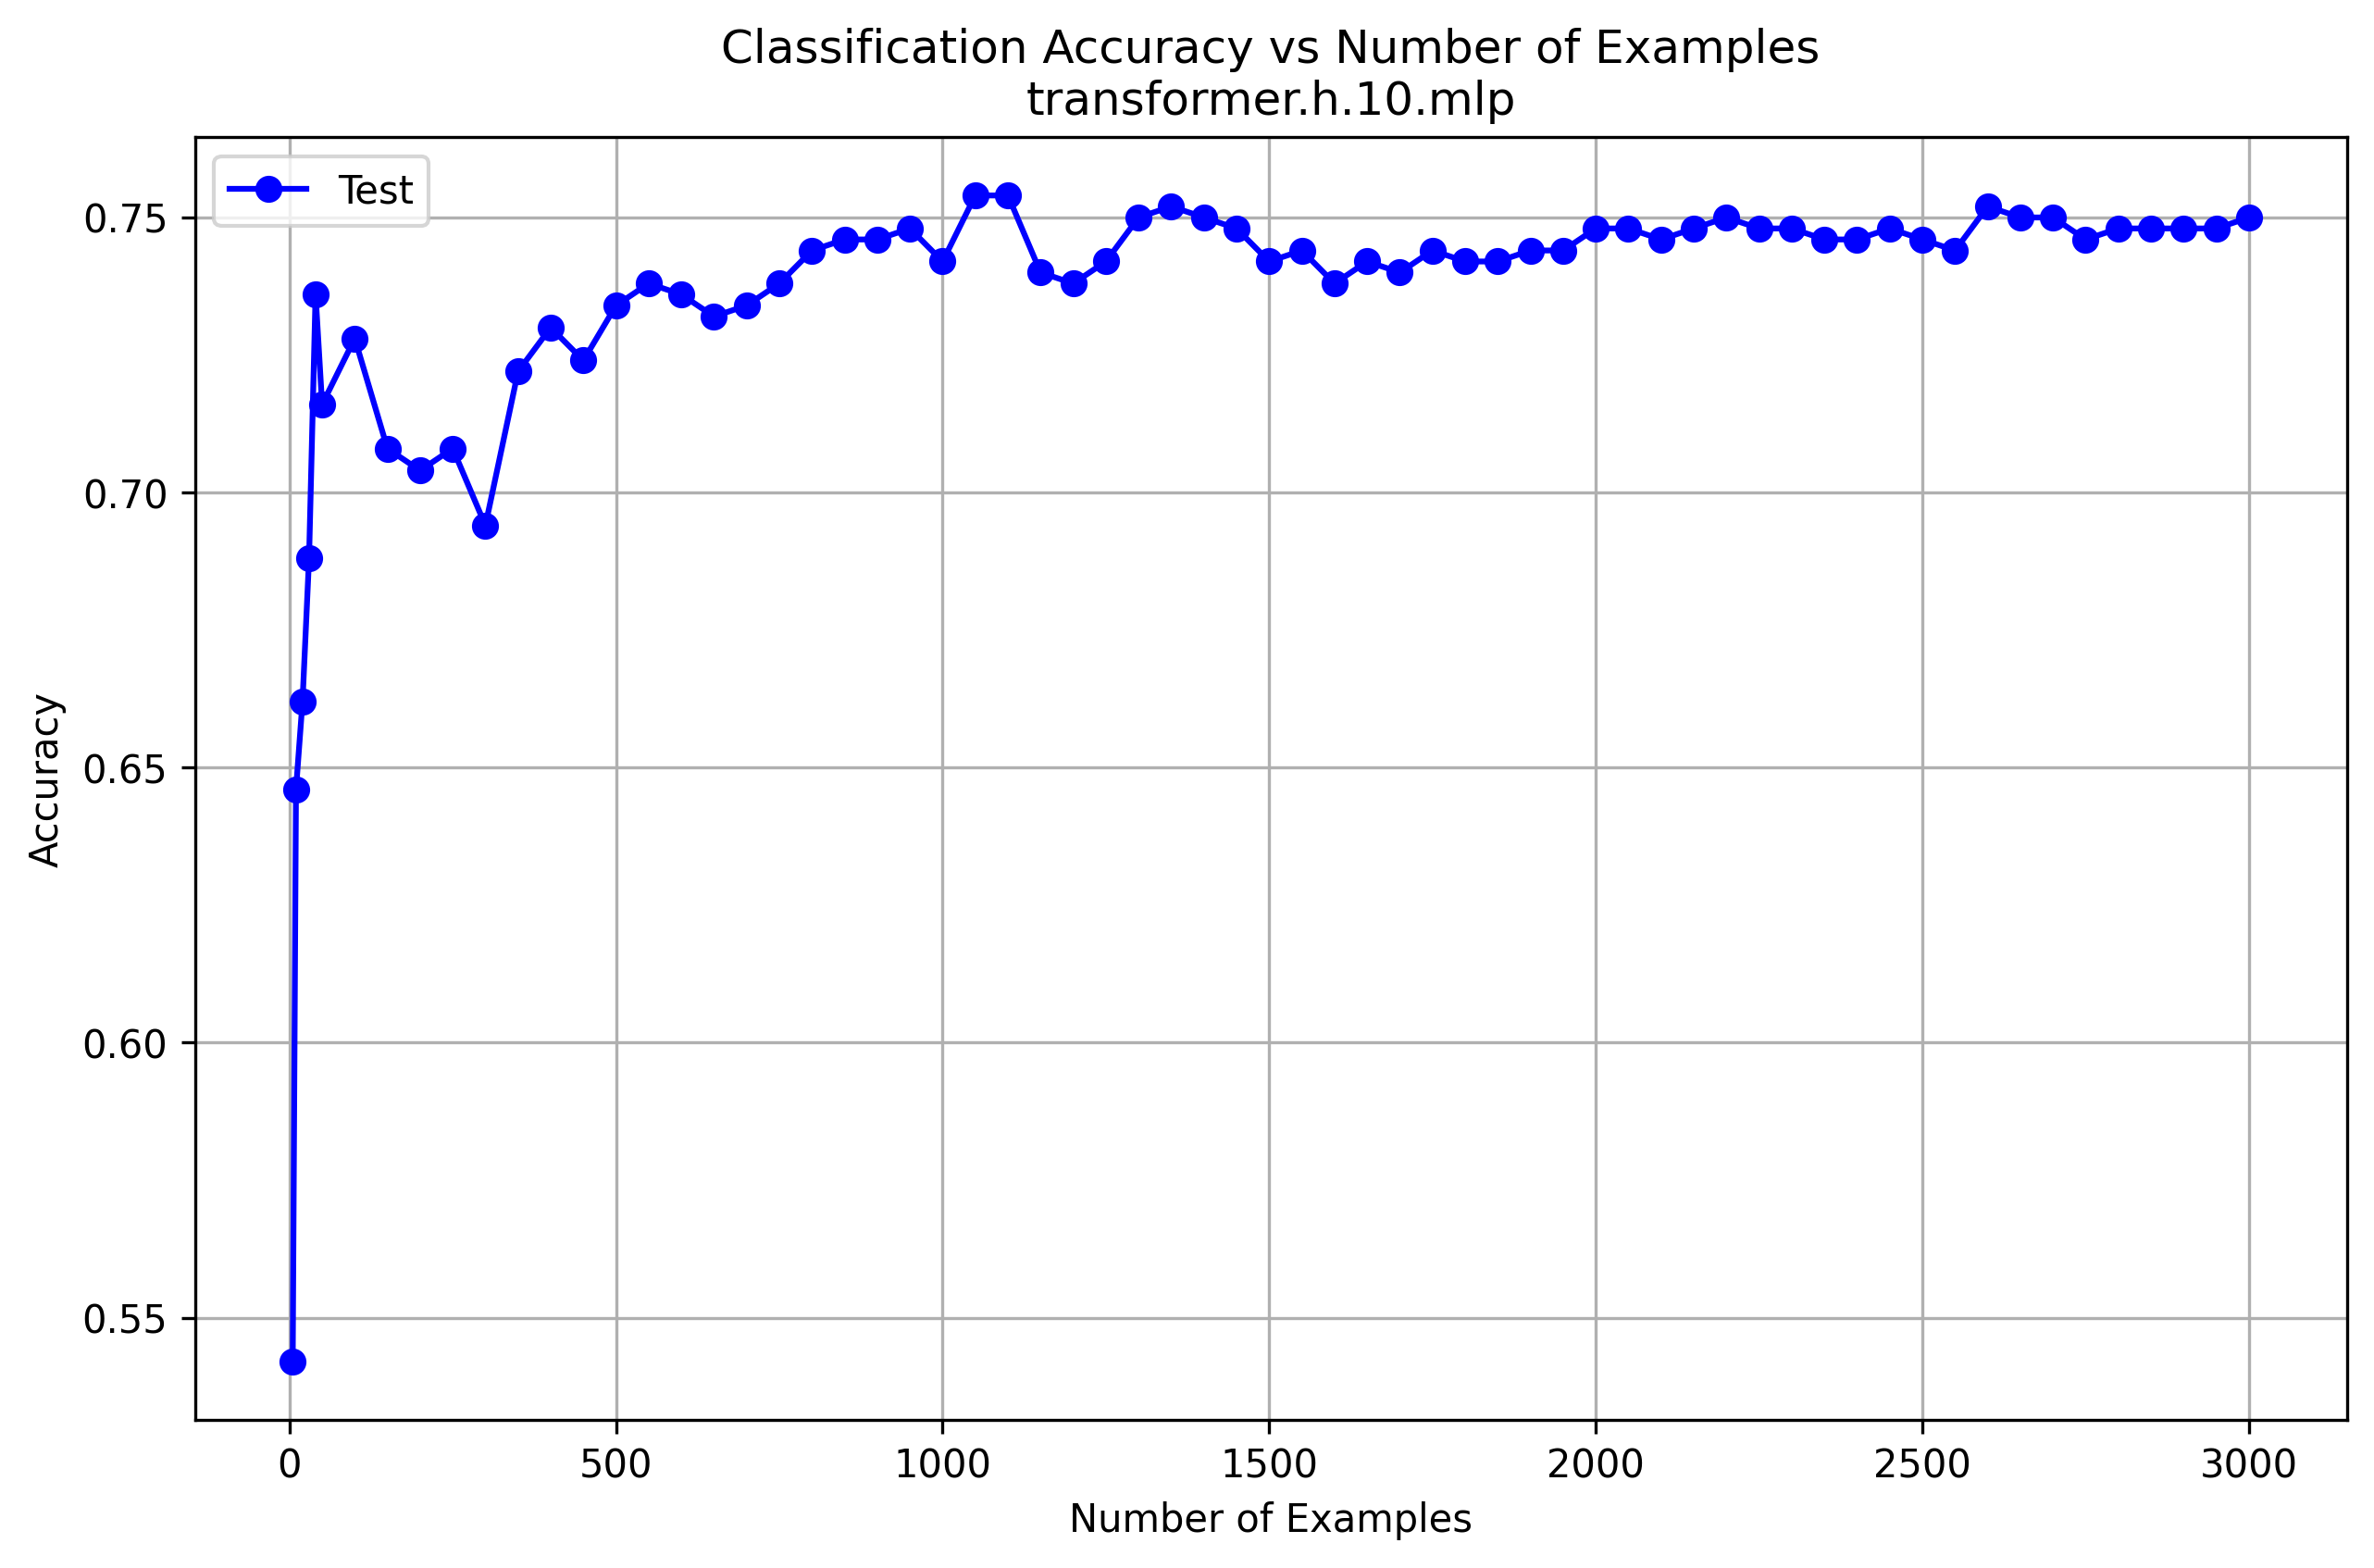 Classification Accuracy vs Number of Examples
transformer.h.10.mlp
Test
0.75
0.70
0.65
0.60
0.55
Accuracy
0 500 1000 1500 2000 2500 3000
Number of Examples